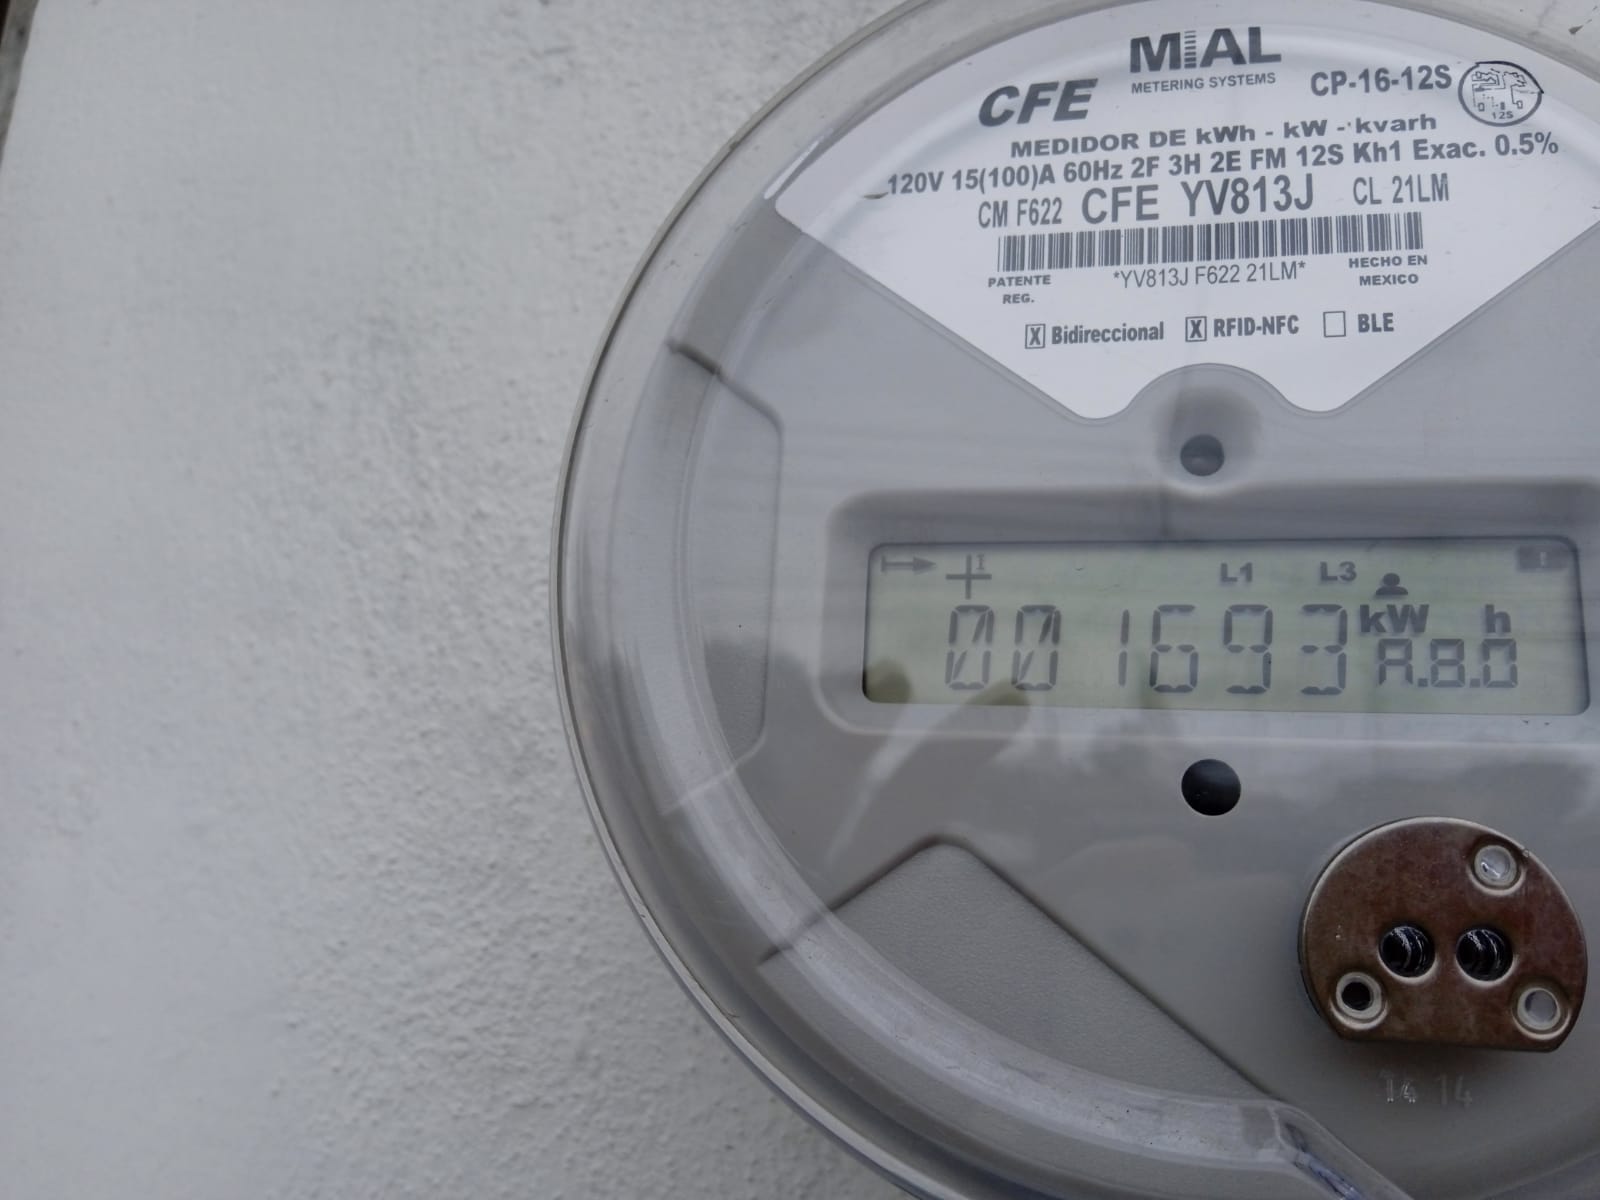 MIAL
METERING SYSTEMS
CFE
CP-16-12S
12S
MEDIDOR DE kWh - kW - kvarh
120V 15(100)A 60Hz 2F 3H 2E FM 12S Kh1 Exac. 0.5%
CM F622 CFE YV813J CL 21LM
PATENTE REG.
*YV813J F622 21LM*
HECHO EN MEXICO
X Bidireccional X RFID-NFC BLE
L1 L3
001693 kW h
A.B.0
14 14